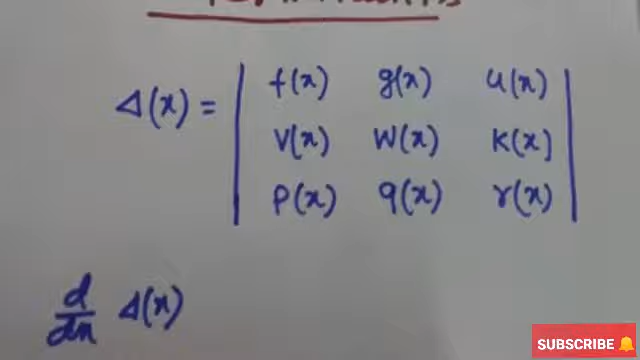 Δ(x) = | f(x) g(x) u(x) |
| v(x) w(x) k(x) |
| p(x) q(x) r(x) |
d/dx Δ(x)
SUBSCRIBE